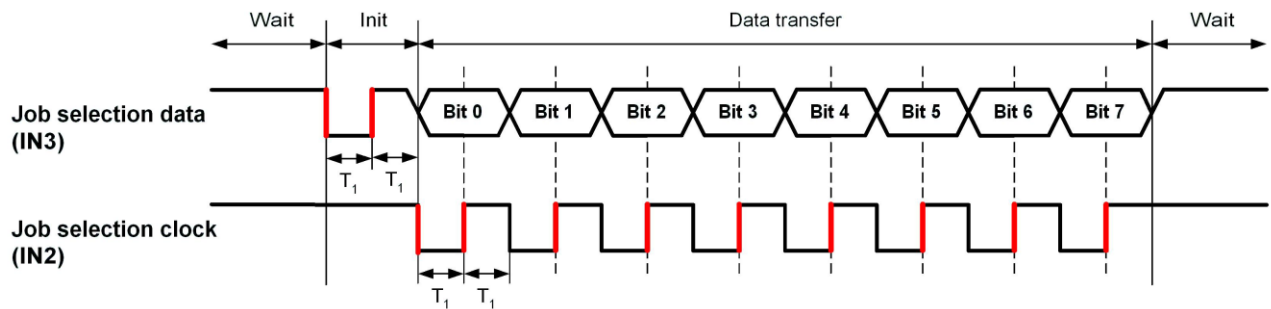 Wait Init Data transfer Wait
Job selection data
(IN3)
Bit 0 Bit 1 Bit 2 Bit 3 Bit 4 Bit 5 Bit 6 Bit 7
T1 T1
Job selection clock
(IN2)
T1 T1